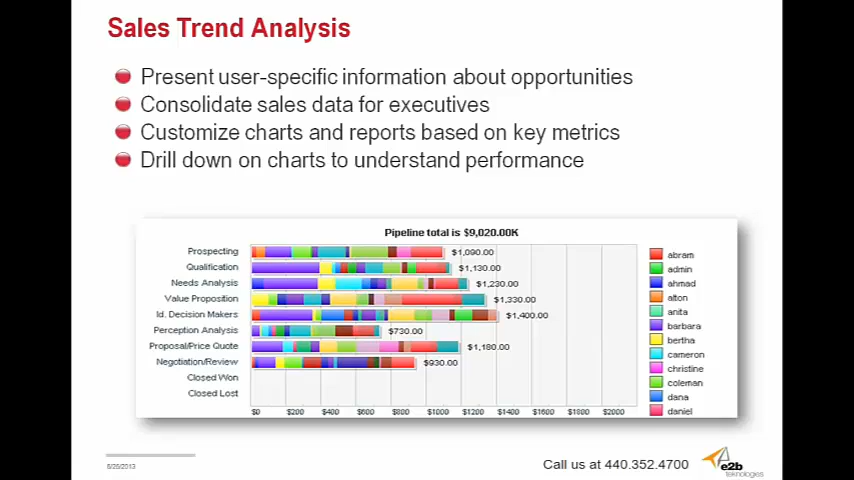 Sales Trend Analysis
Present user-specific information about opportunities
Consolidate sales data for executives
Customize charts and reports based on key metrics
Drill down on charts to understand performance
Pipeline total is $9,020.00K
Prospecting $1,090.00
Qualification $1,130.00
Needs Analysis $1,230.00
Value Proposition $1,330.00
Id. Decision Makers $1,400.00
Perception Analysis $730.00
Proposal/Price Quote $1,180.00
Negotiation/Review $930.00
Closed Won
Closed Lost
$0 $200 $400 $600 $800 $1000 $1200 $1400 $1600 $1800 $2000
abram
admin
ahmad
alton
anita
barbara
bertha
cameron
christine
coleman
dana
daniel
6/25/2013
Call us at 440.352.4700
e2b
teknologies